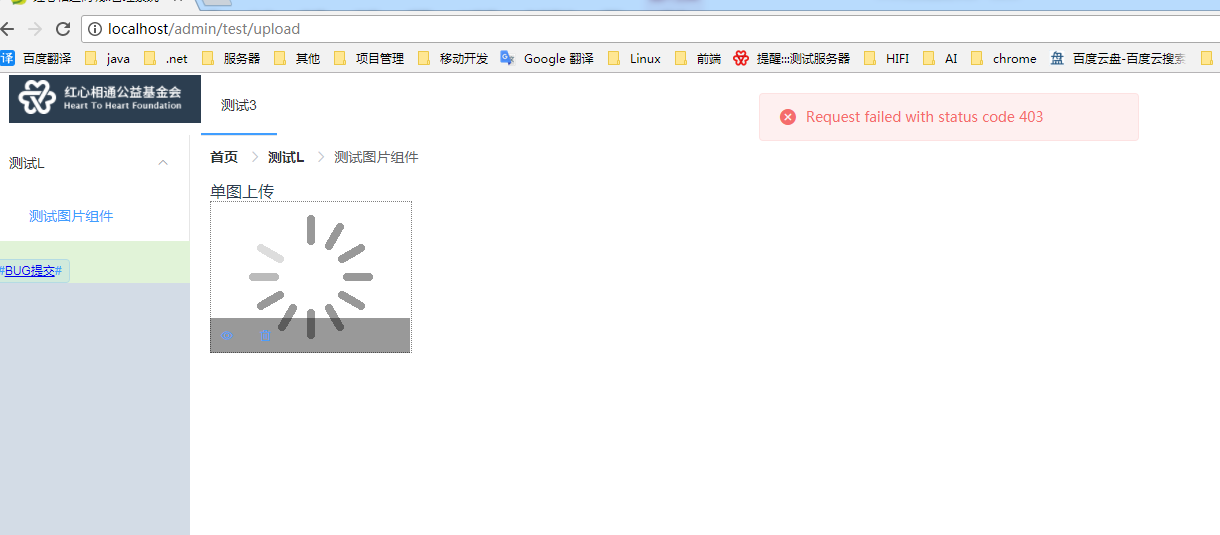 localhost/admin/test/upload
译 百度翻译 java .net 服务器 其他 项目管理 移动开发 Google 翻译 Linux 前端 提醒:::测试服务器 HIFI AI chrome 盘 百度云盘-百度云搜索
红心相通公益基金会
Heart To Heart Foundation
测试3
Request failed with status code 403
测试L
首页 测试L 测试图片组件
单图上传
测试图片组件
#BUG提交#